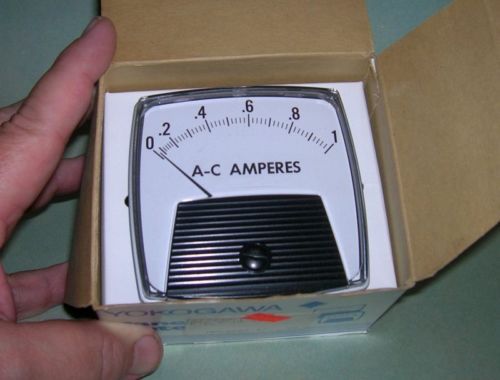 0 .2 .4 .6 .8 1
A-C AMPERES
YOKOGAWA